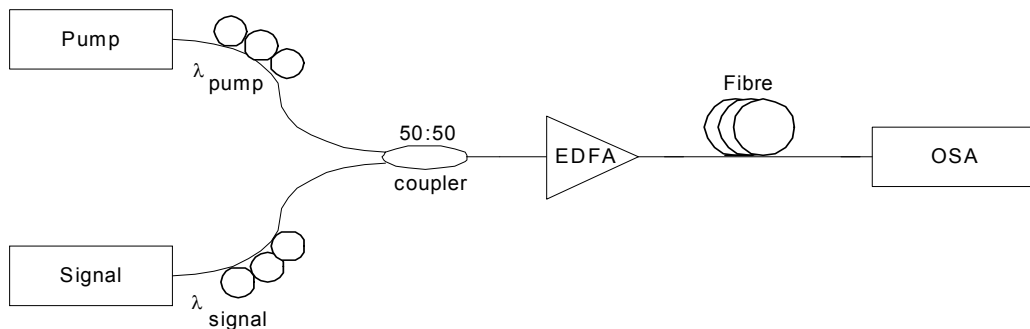 Pump
λ pump
Fibre
50:50
coupler
EDFA
OSA
Signal
λ signal